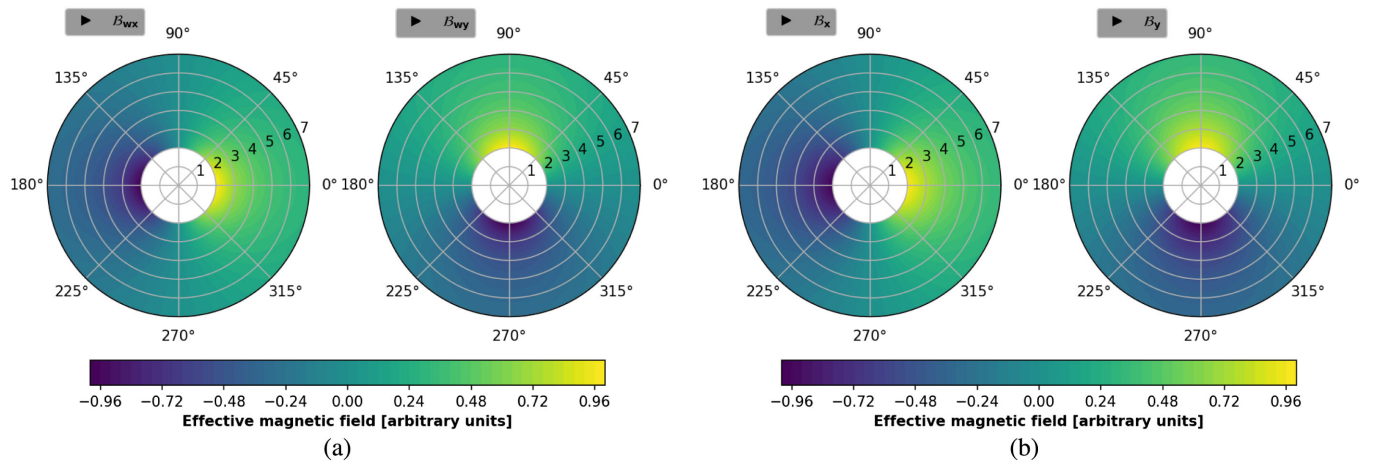 ▶ 𝓑wx
90°
135° 45°
180° 1 2 3 4 5 6 7 0°
225° 315°
270°
▶ 𝓑wy
90°
135° 45°
180° 1 2 3 4 5 6 7 0°
225° 315°
270°
−0.96 −0.72 −0.48 −0.24 0.00 0.24 0.48 0.72 0.96
Effective magnetic field [arbitrary units]
(a)
▶ 𝓑x
90°
135° 45°
180° 1 2 3 4 5 6 7 0°
225° 315°
270°
▶ 𝓑y
90°
135° 45°
180° 1 2 3 4 5 6 7 0°
225° 315°
270°
−0.96 −0.72 −0.48 −0.24 0.00 0.24 0.48 0.72 0.96
Effective magnetic field [arbitrary units]
(b)